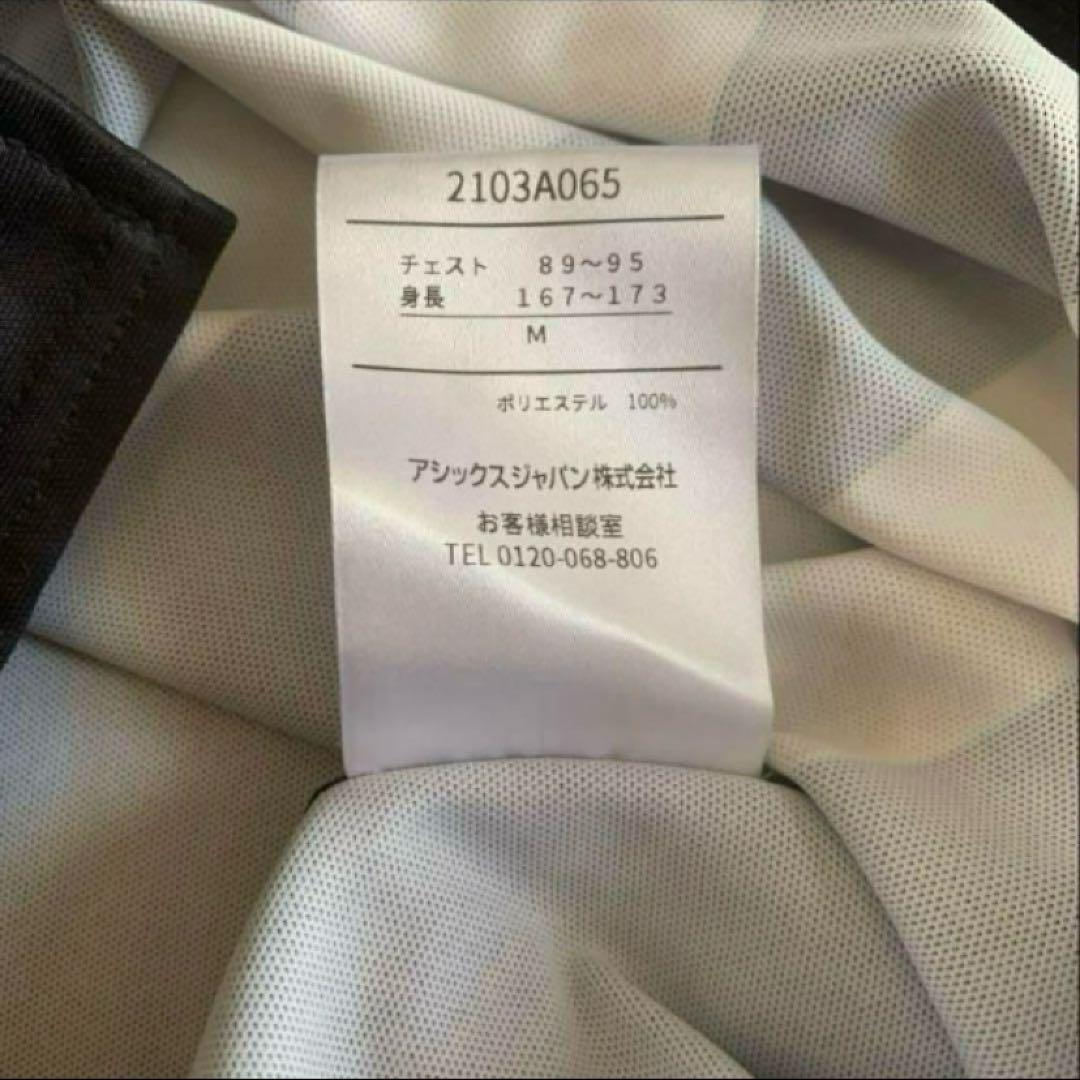 2103A065
チェスト 89～95
身長 167～173
M
ポリエステル 100%
アシックスジャパン株式会社
お客様相談室
TEL 0120-068-806